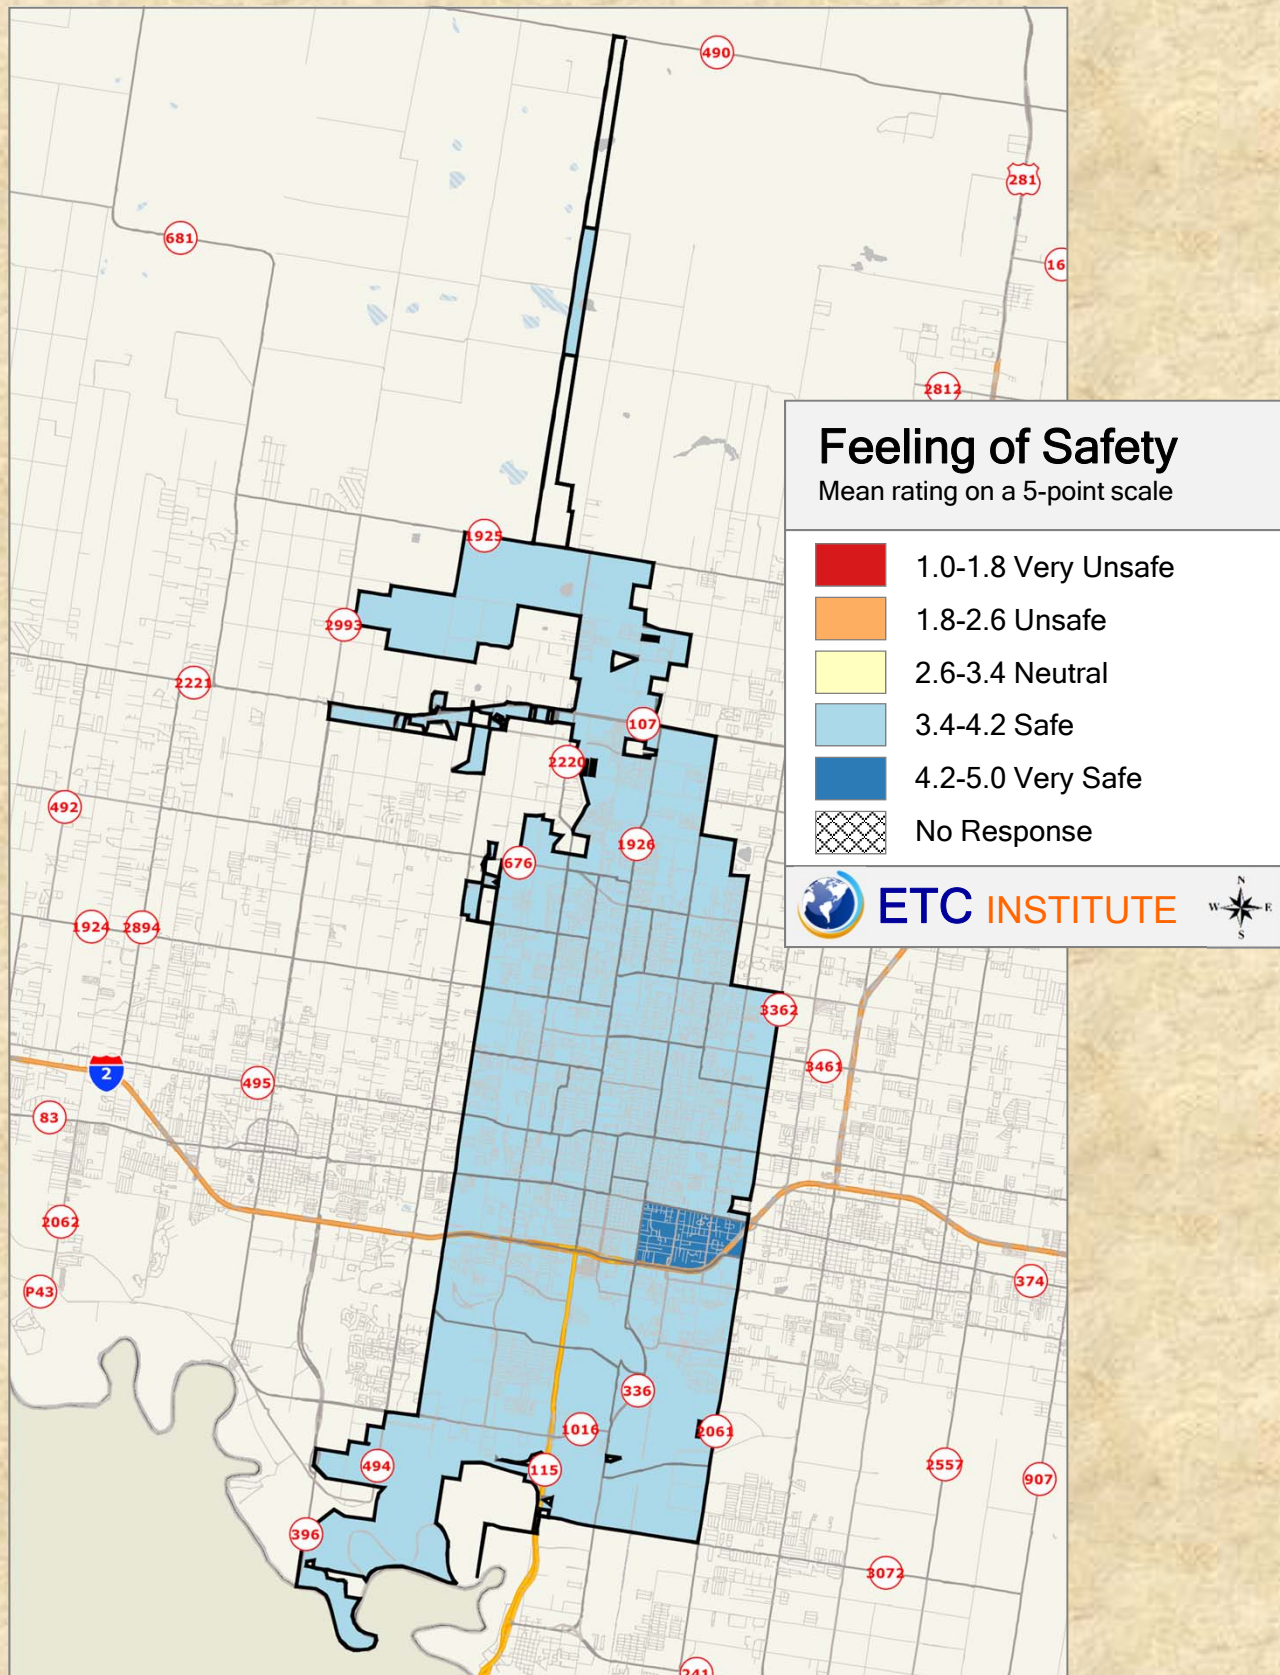 490
281
681
16
2812
Feeling of Safety
Mean rating on a 5-point scale
1.0-1.8 Very Unsafe
1.8-2.6 Unsafe
2.6-3.4 Neutral
3.4-4.2 Safe
4.2-5.0 Very Safe
No Response
ETC INSTITUTE
N
W E
S
1925
2993
2221
107
2220
492
1926
676
1924
2894
3362
3461
2
495
83
2062
P43
374
336
1016
2061
494
115
2557
907
396
3072
241